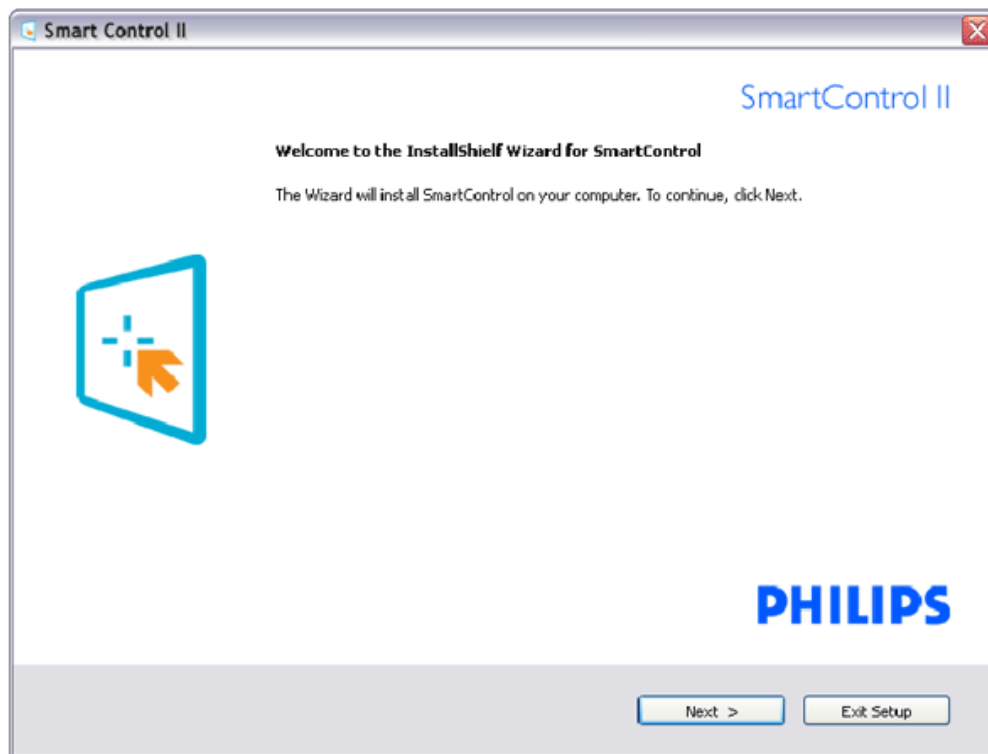 Smart Control II
SmartControl II
Welcome to the InstallShield Wizard for SmartControl
The Wizard will install SmartControl on your computer. To continue, click Next.
PHILIPS
Next >
Exit Setup